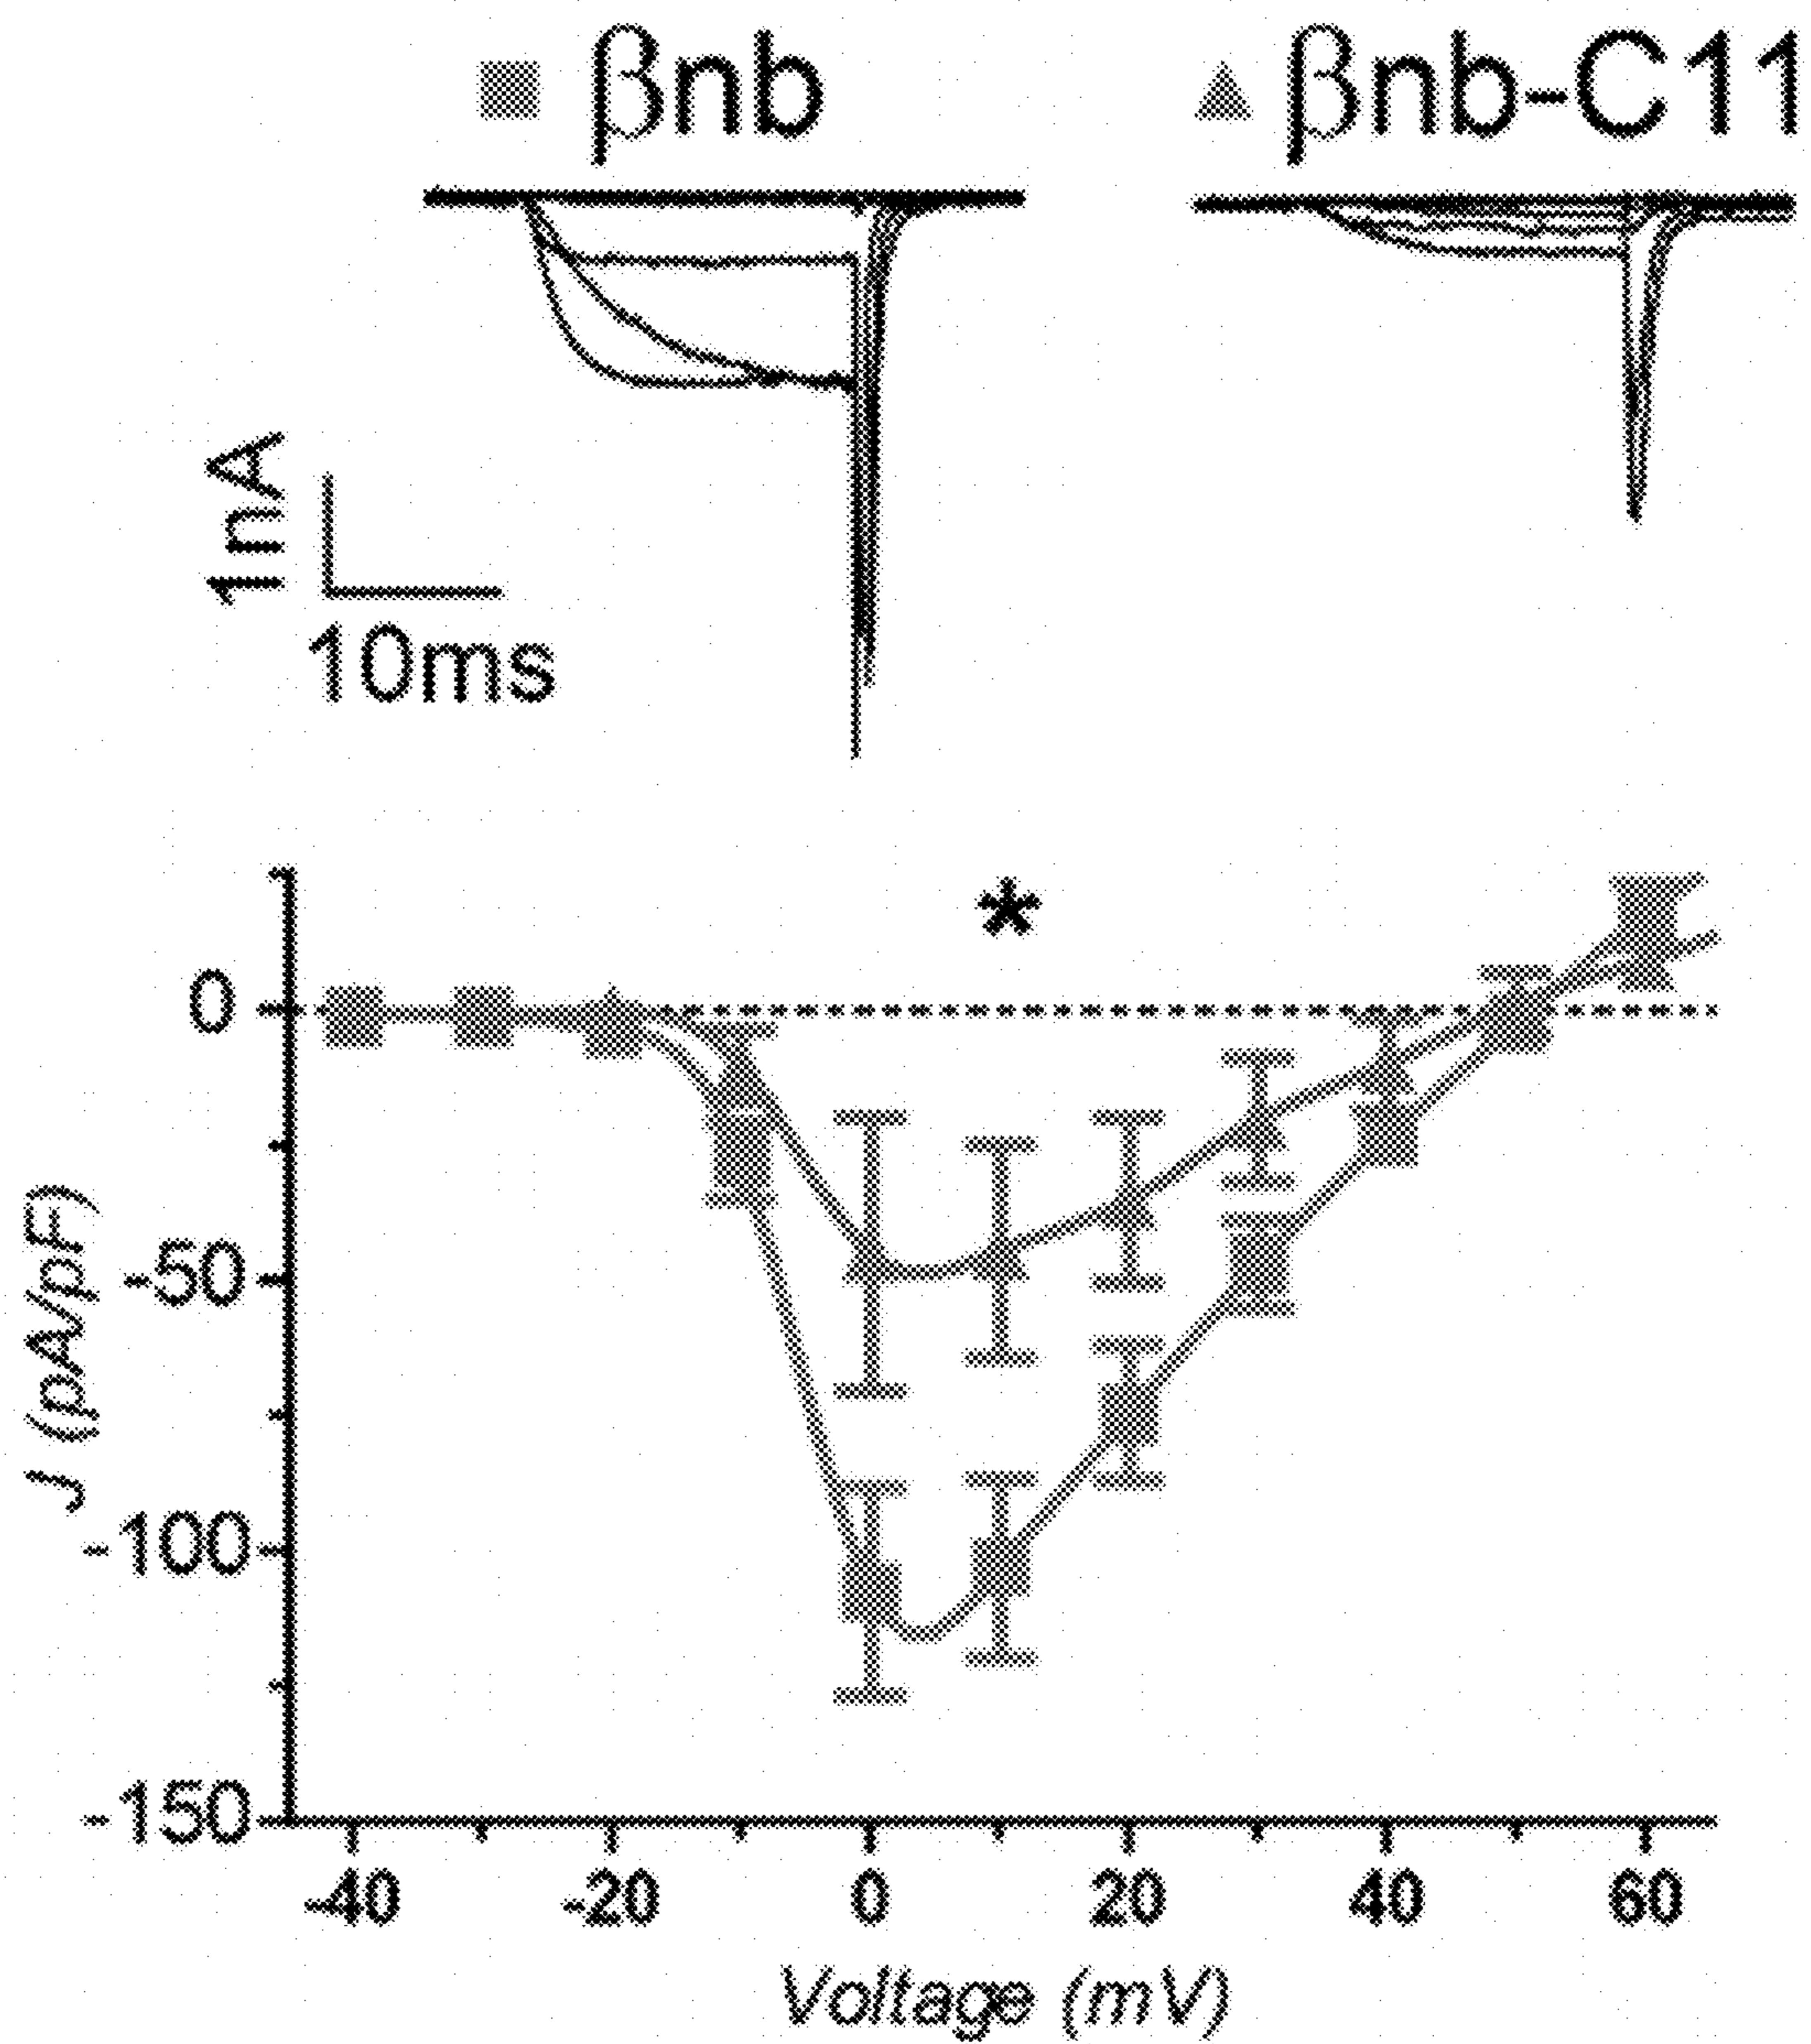 βnb βnb-C11
1nA
10ms
*
0
-50
-100
-150
J (pA/pF)
-40 -20 0 20 40 60
Voltage (mV)